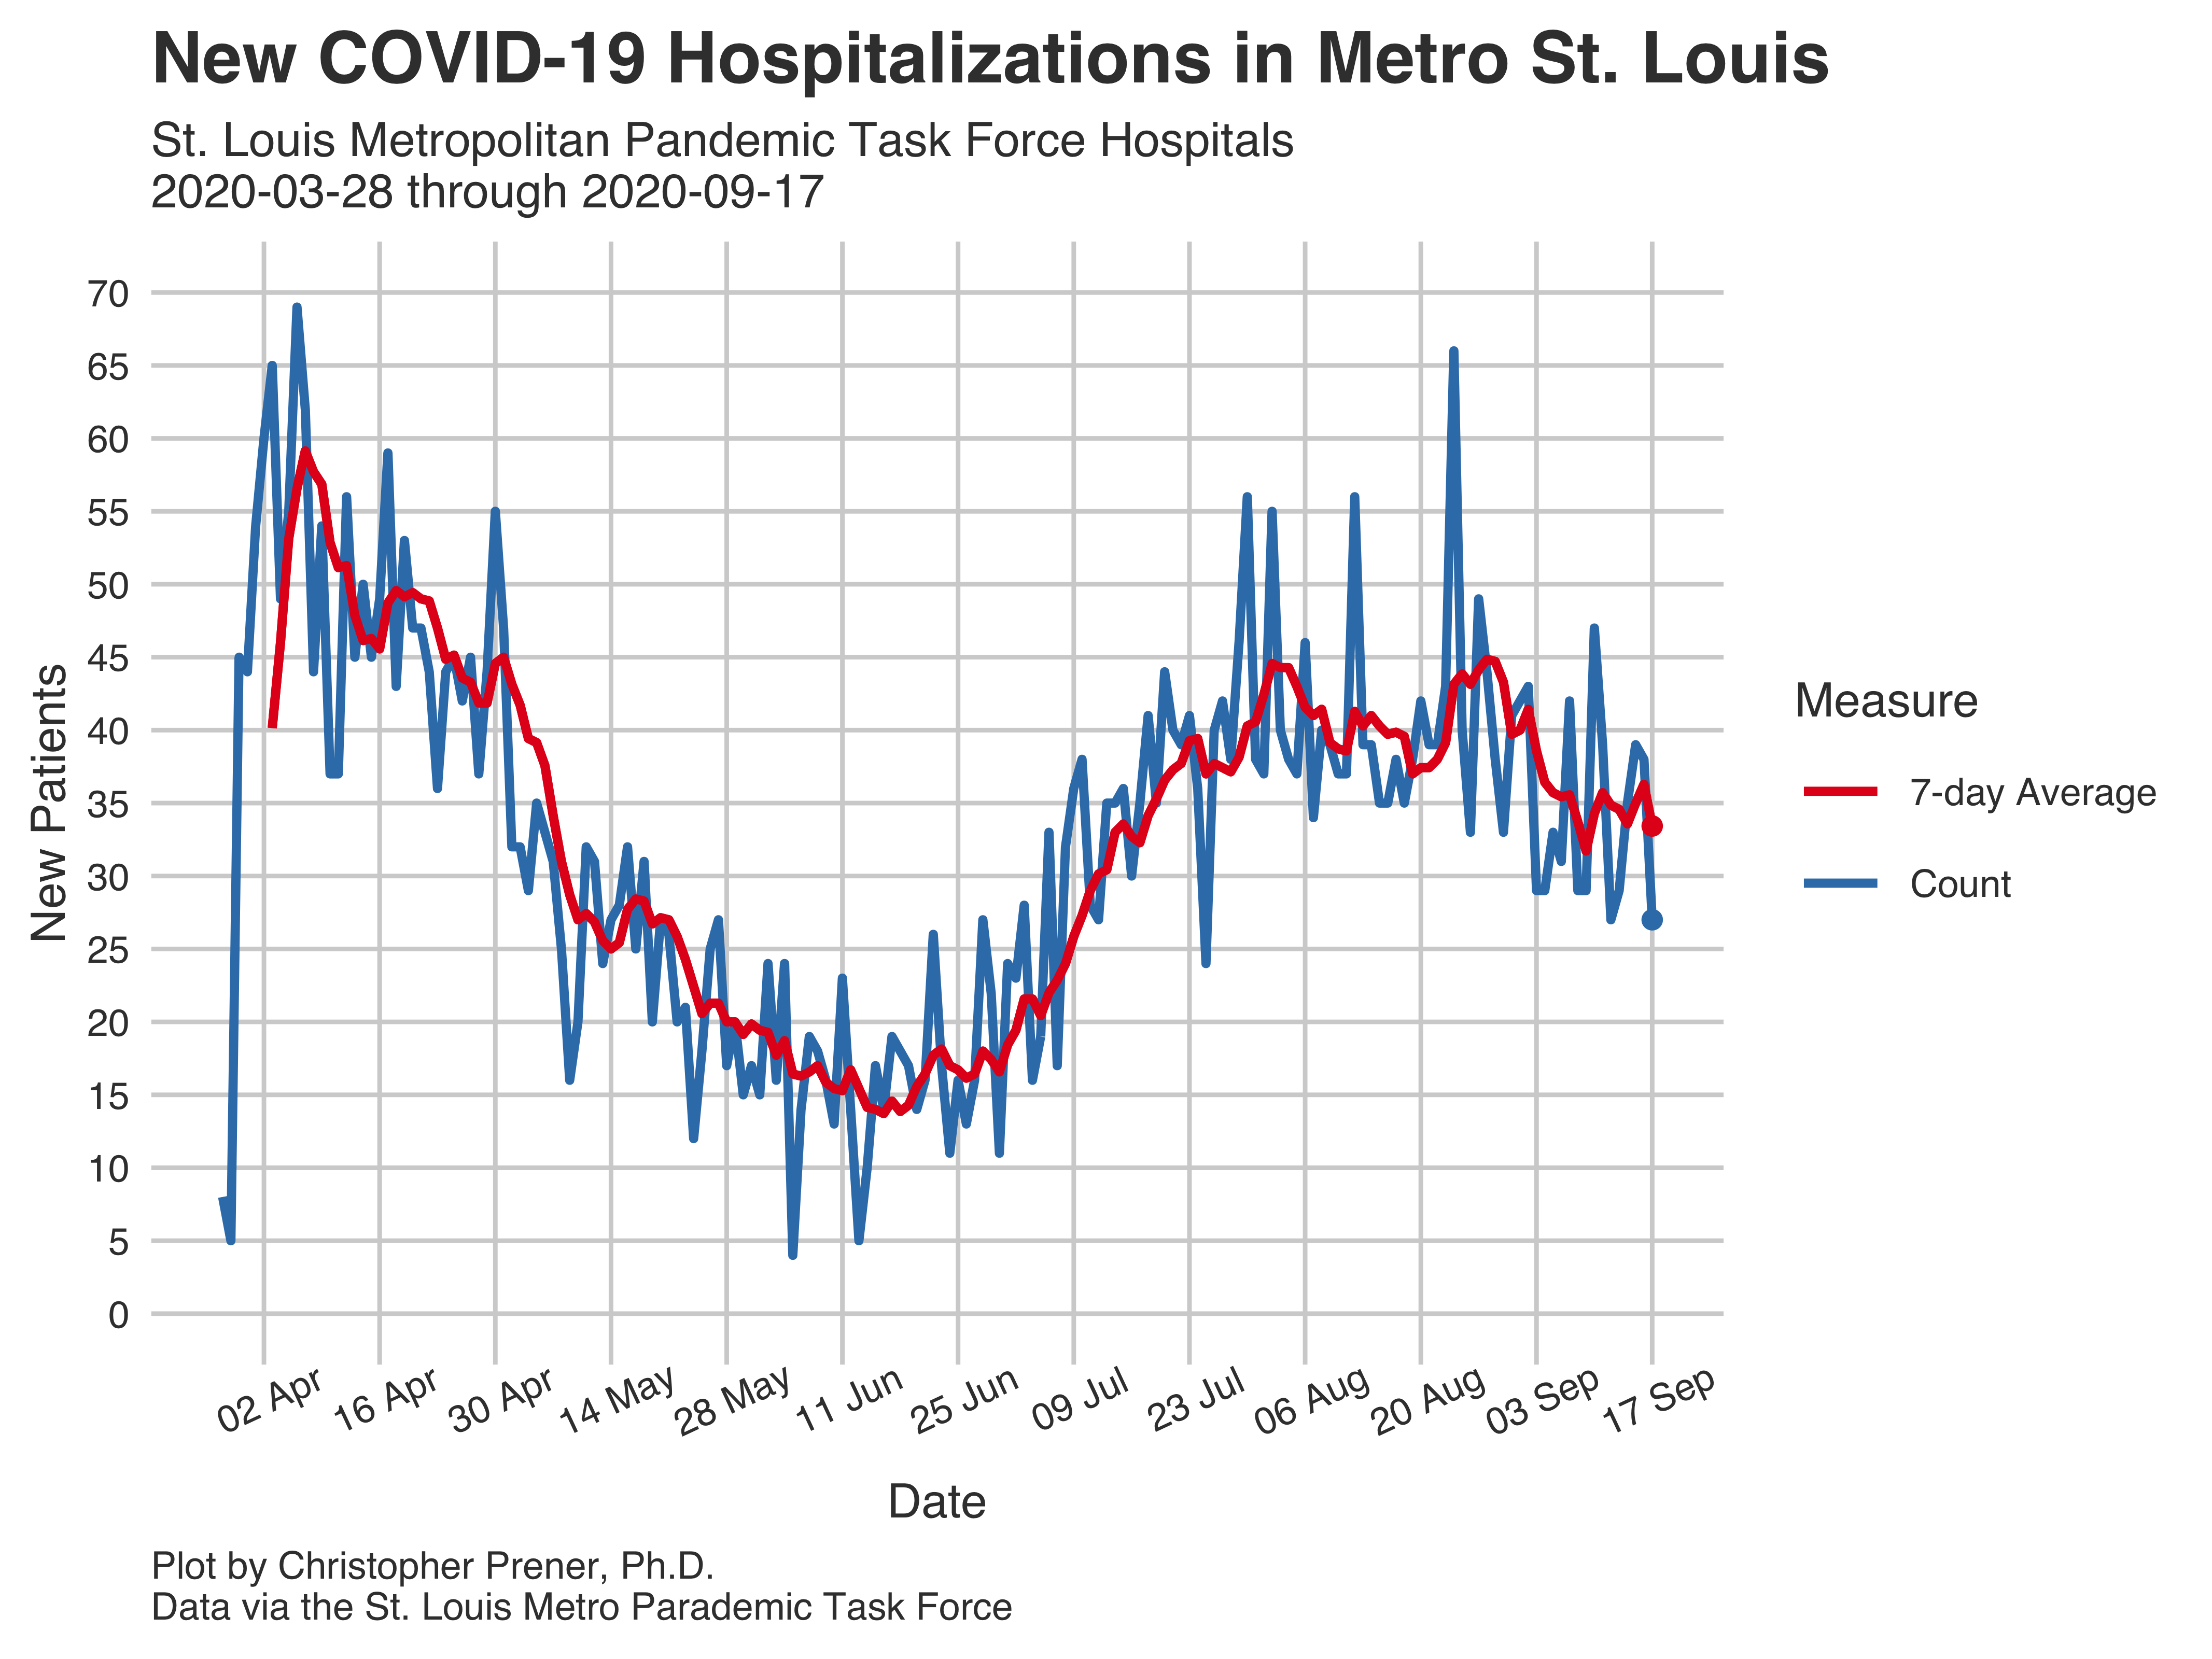 New COVID-19 Hospitalizations in Metro St. Louis
St. Louis Metropolitan Pandemic Task Force Hospitals
2020-03-28 through 2020-09-17
70
65
60
55
50
45
40
35
30
25
20
15
10
5
0
New Patients
02 Apr
16 Apr
30 Apr
14 May
28 May
11 Jun
25 Jun
09 Jul
23 Jul
06 Aug
20 Aug
03 Sep
17 Sep
Date
Measure
7-day Average
Count
Plot by Christopher Prener, Ph.D.
Data via the St. Louis Metro Parademic Task Force